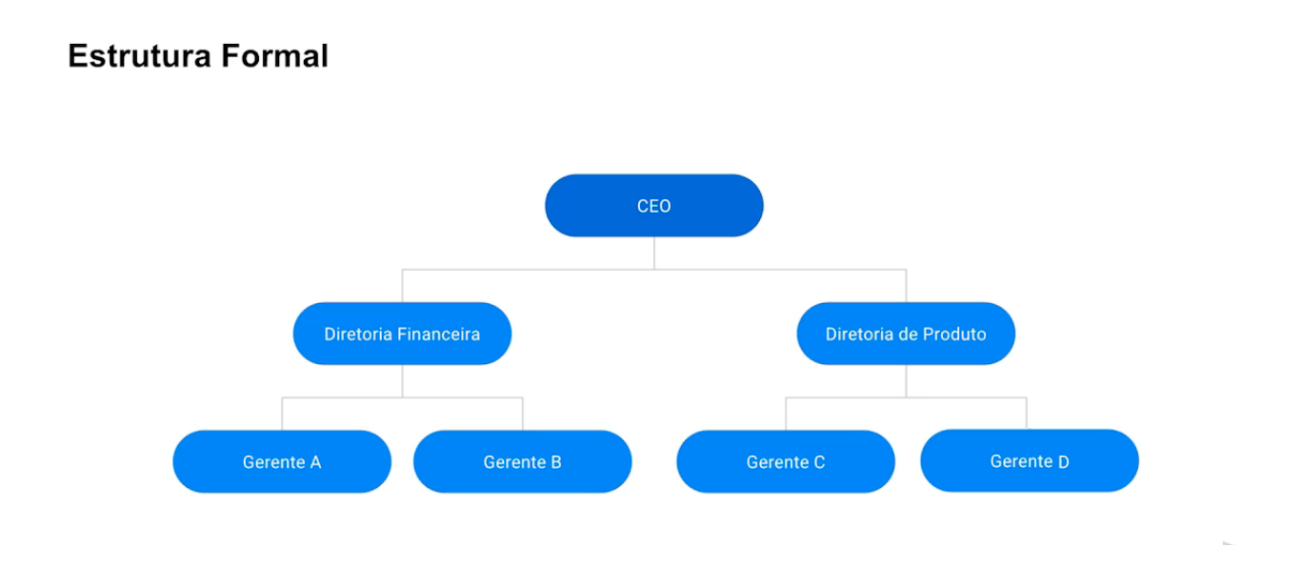 Estrutura Formal
CEO
Diretoria Financeira
Diretoria de Produto
Gerente A
Gerente B
Gerente C
Gerente D